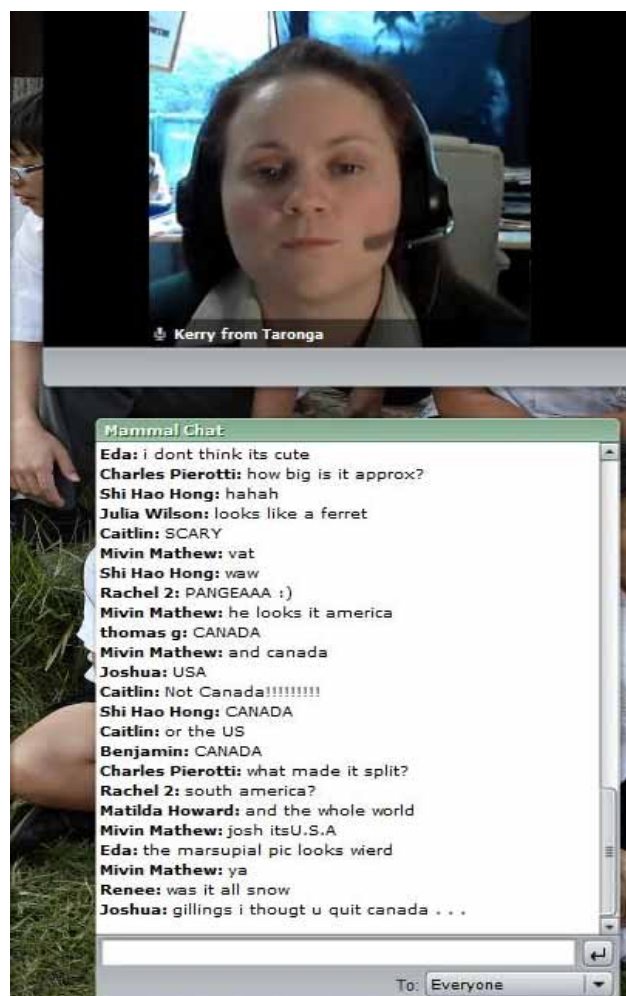 Kerry from Taronga
Mammal Chat
Eda: i dont think its cute
Charles Pierotti: how big is it approx?
Shi Hao Hong: hahah
Julia Wilson: looks like a ferret
Caitlin: SCARY
Mivin Mathew: vat
Shi Hao Hong: waw
Rachel 2: PANGEAAA :)
Mivin Mathew: he looks it america
thomas g: CANADA
Mivin Mathew: and canada
Joshua: USA
Caitlin: Not Canada!!!!!!!!!
Shi Hao Hong: CANADA
Caitlin: or the US
Benjamin: CANADA
Charles Pierotti: what made it split?
Rachel 2: south america?
Matilda Howard: and the whole world
Mivin Mathew: josh itsU.S.A
Eda: the marsupial pic looks wierd
Mivin Mathew: ya
Renee: was it all snow
Joshua: gillings i thougt u quit canada . . .
To: Everyone